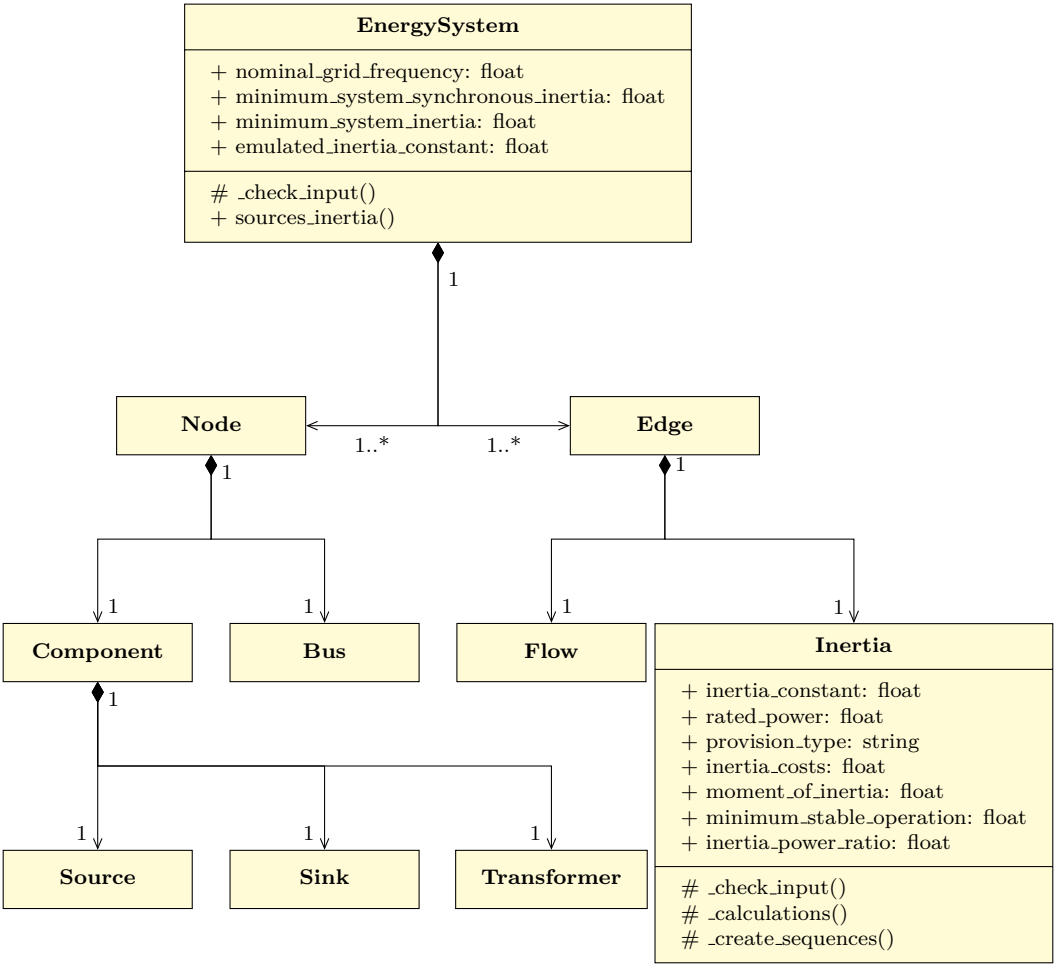 EnergySystem
+ nominal_grid_frequency: float
+ minimum_system_synchronous_inertia: float
+ minimum_system_inertia: float
+ emulated_inertia_constant: float
# _check_input()
+ sources_inertia()
1
Node
Edge
1..*
1..*
1
1
1
1
1
1
Component
Bus
Flow
Inertia
1
+ inertia_constant: float
+ rated_power: float
+ provision_type: string
+ inertia_costs: float
+ moment_of_inertia: float
+ minimum_stable_operation: float
+ inertia_power_ratio: float
# _check_input()
# _calculations()
# _create_sequences()
1
1
1
Source
Sink
Transformer